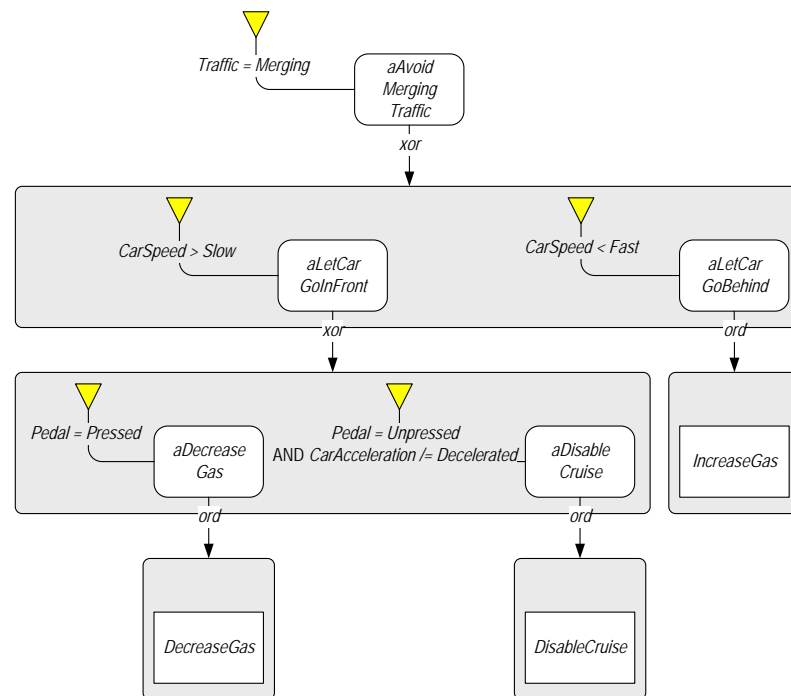 Traffic = Merging
aAvoid
Merging
Traffic
xor
CarSpeed > Slow
aLetCar
GoInFront
CarSpeed < Fast
aLetCar
GoBehind
xor
ord
Pedal = Pressed
aDecrease
Gas
Pedal = Unpressed
AND CarAcceleration /= Decelerated
aDisable
Cruise
IncreaseGas
ord
ord
DecreaseGas
DisableCruise